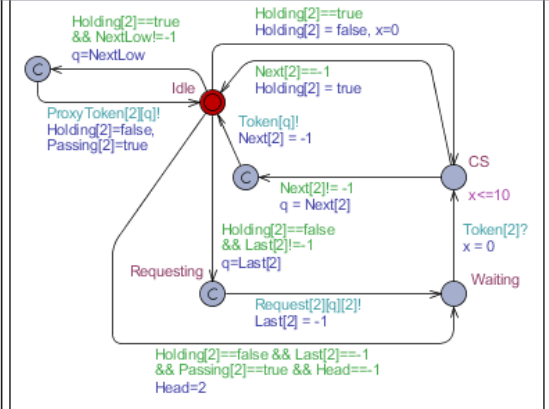 Holding[2]==true
Holding[2] = false, x=0
Holding[2]==true
&& NextLow!=-1
q=NextLow
C
Idle
Next[2]==-1
Holding[2] = true
ProxyToken[2][q]!
Holding[2]=false,
Passing[2]=true
Token[q]!
Next[2] = -1
CS
C
x<=10
Next[2]!= -1
q = Next[2]
Holding[2]==false
&& Last[2]!=-1
q=Last[2]
Token[2]?
x = 0
Requesting
Waiting
C
Request[2][q][2]!
Last[2] = -1
Holding[2]==false && Last[2]==-1
&& Passing[2]==true && Head==-1
Head=2